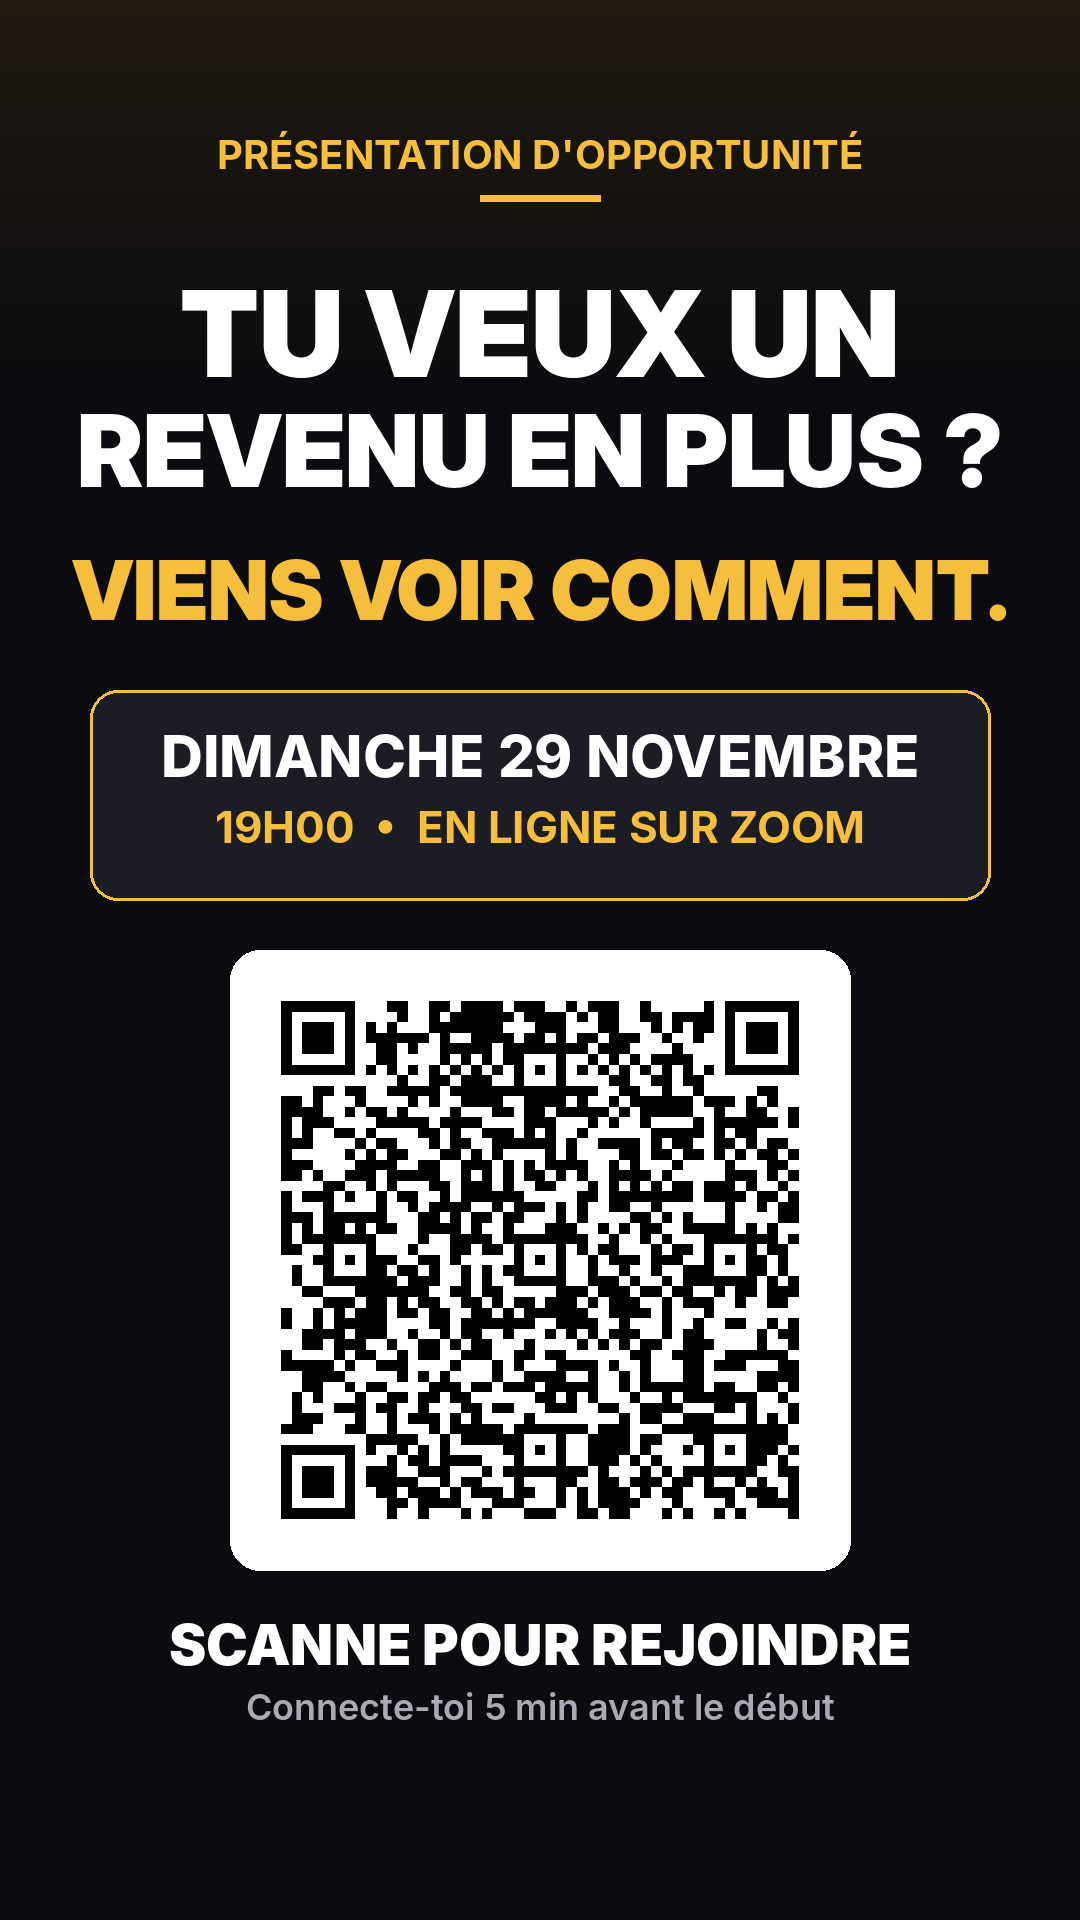 PRÉSENTATION D'OPPORTUNITÉ
TU VEUX UN
REVENU EN PLUS ?
VIENS VOIR COMMENT.
DIMANCHE 29 NOVEMBRE
19H00 • EN LIGNE SUR ZOOM
SCANNE POUR REJOINDRE
Connecte-toi 5 min avant le début